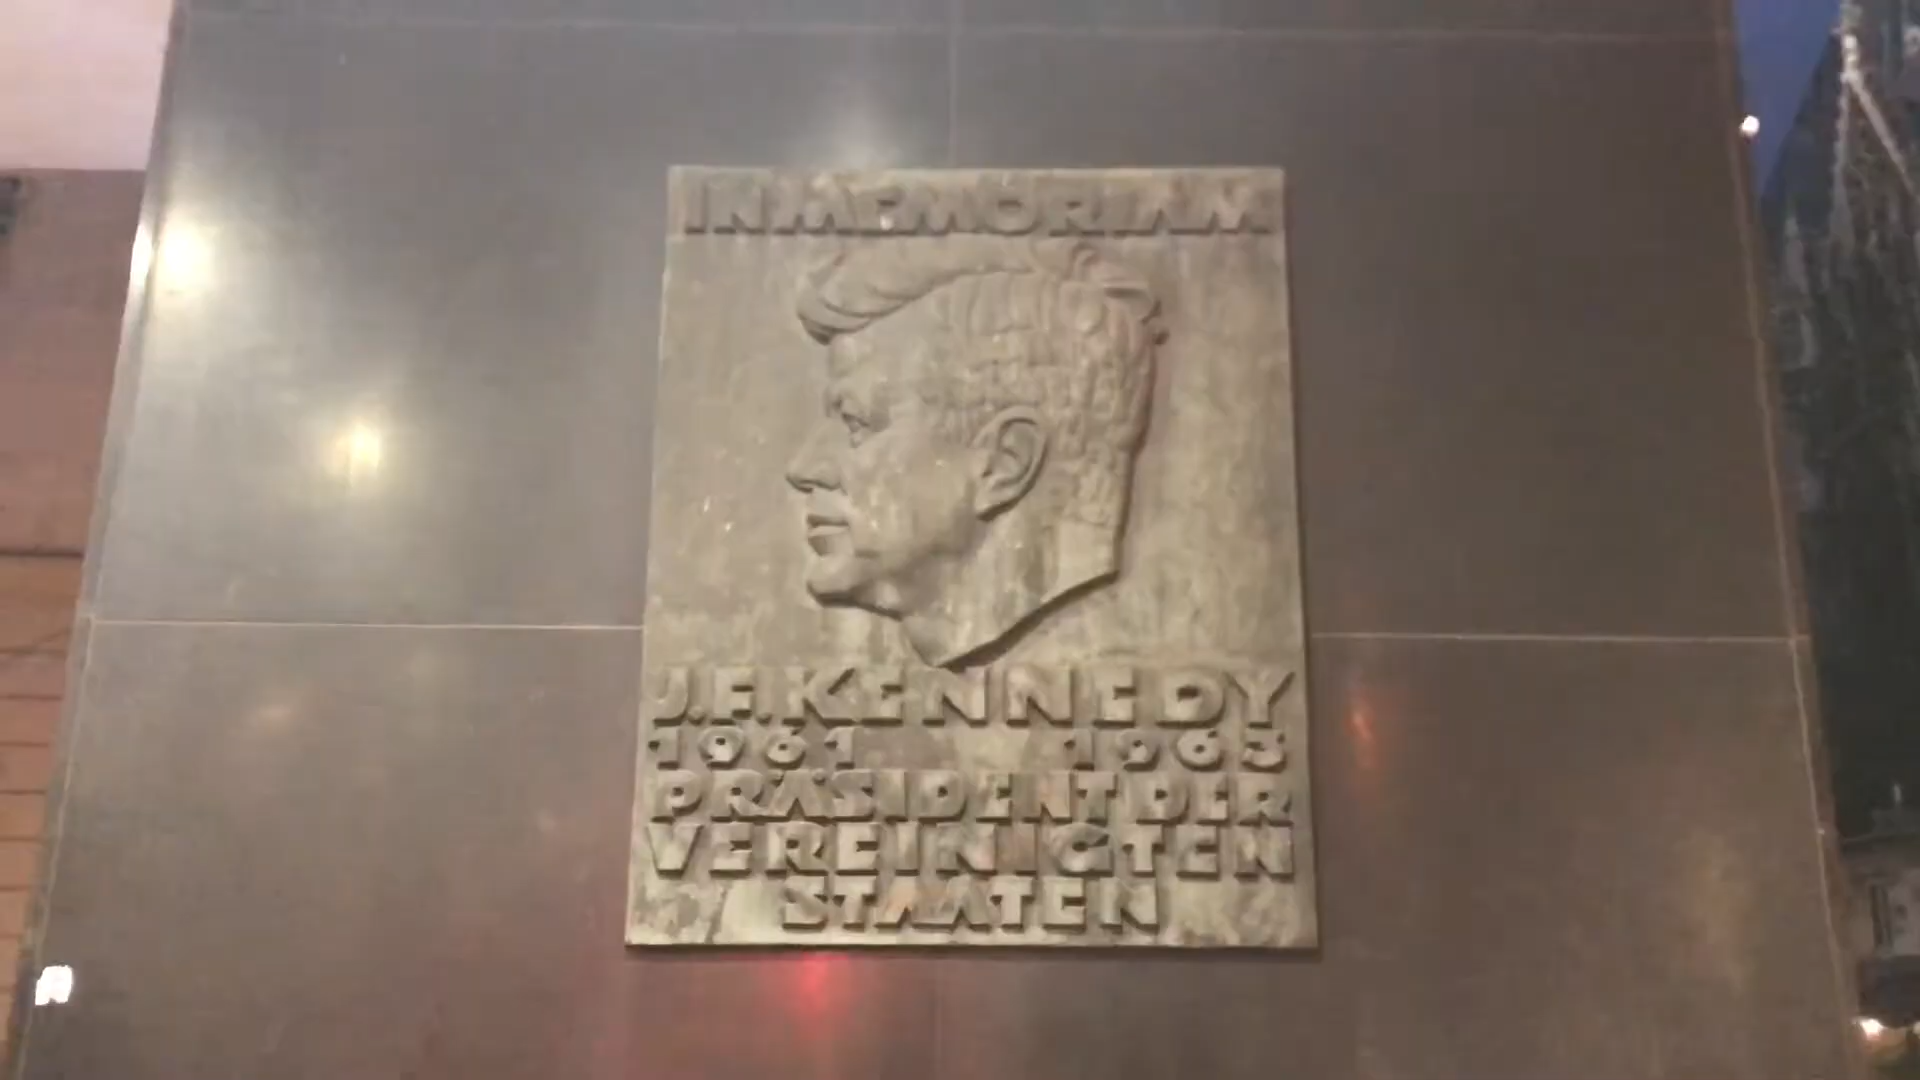 IN MEMORIAM
J.F. KENNEDY
1961 1963
PRÄSIDENT DER
VEREINIGTEN
STAATEN